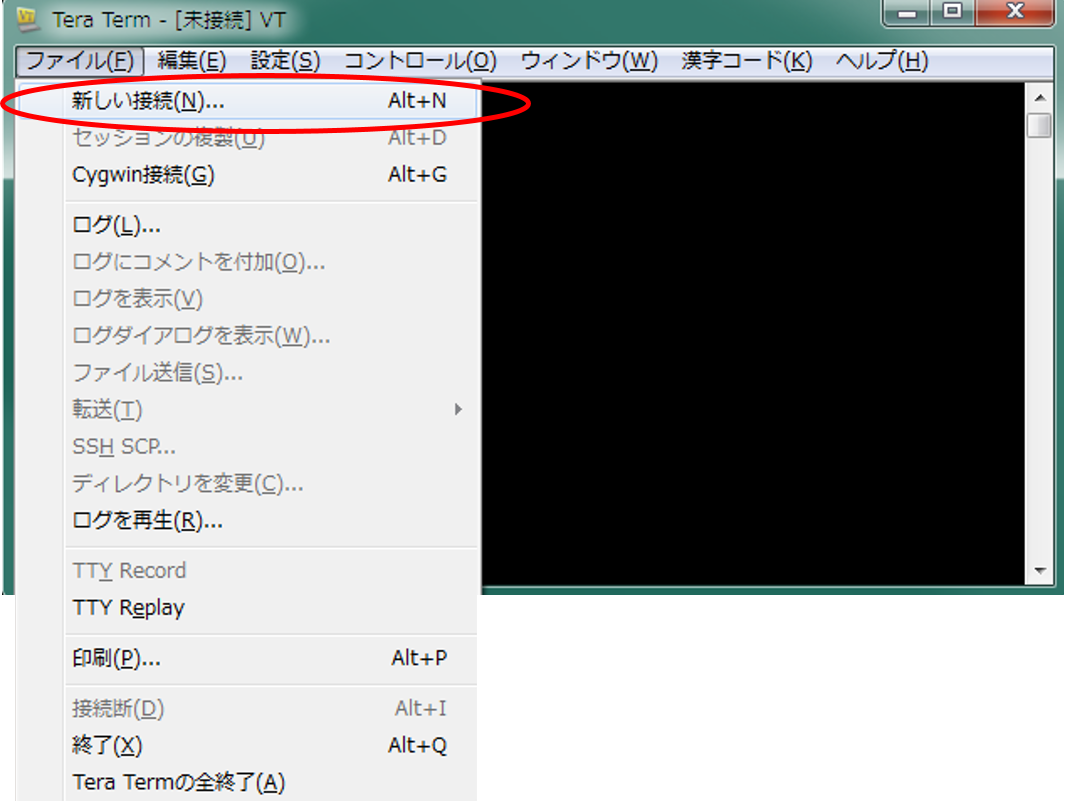 Tera Term - [未接続] VT
ファイル(F) 編集(E) 設定(S) コントロール(O) ウィンドウ(W) 漢字コード(K) ヘルプ(H)
新しい接続(N)... Alt+N
セッションの複製(U) Alt+D
Cygwin接続(G) Alt+G
ログ(L)...
ログにコメントを付加(O)...
ログを表示(V)
ログダイアログを表示(W)...
ファイル送信(S)...
転送(T)
SSH SCP...
ディレクトリを変更(C)...
ログを再生(R)...
TTY Record
TTY Replay
印刷(P)... Alt+P
接続断(D) Alt+I
終了(X) Alt+Q
Tera Termの全終了(A)